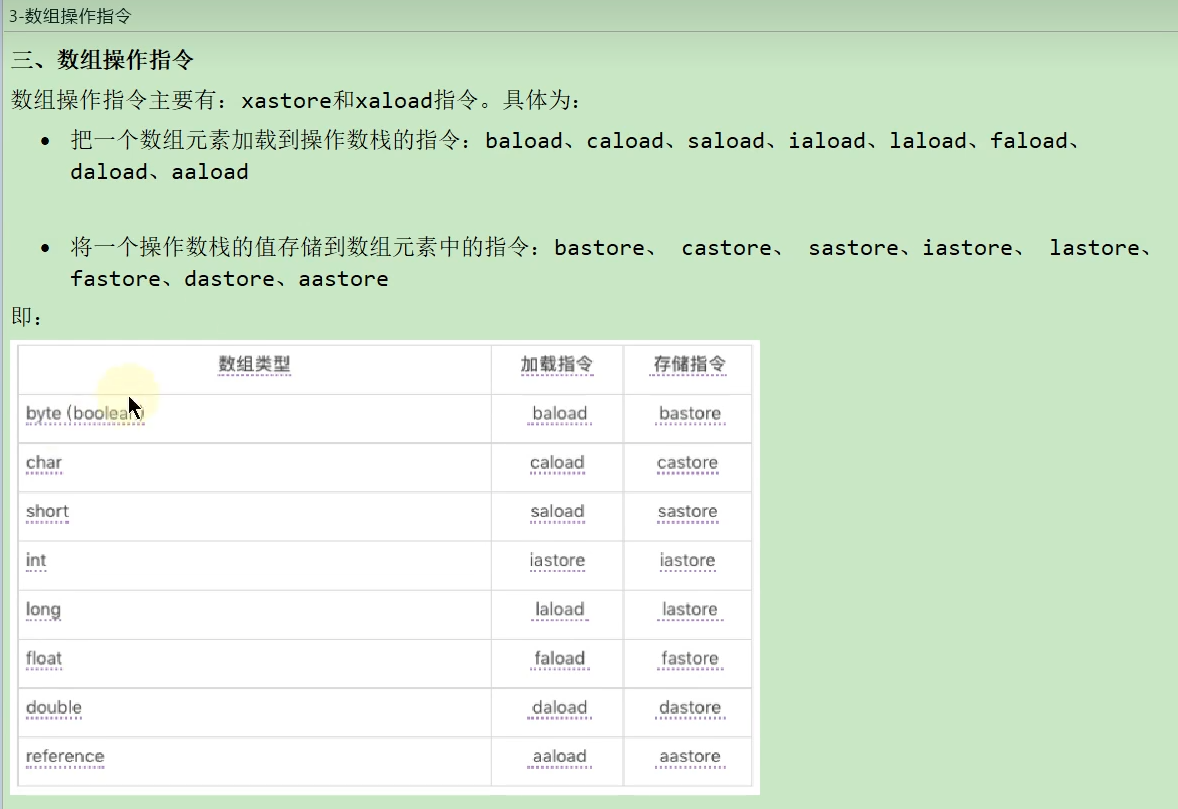 3-数组操作指令
三、数组操作指令
数组操作指令主要有：xastore和xaload指令。具体为：
• 把一个数组元素加载到操作数栈的指令：baload、caload、saload、iaload、laload、faload、
daload、aaload
• 将一个操作数栈的值存储到数组元素中的指令：bastore、 castore、 sastore、iastore、 lastore、
fastore、dastore、aastore
即：
数组类型 加载指令 存储指令
byte (boolean) baload bastore
char caload castore
short saload sastore
int iastore iastore
long laload lastore
float faload fastore
double daload dastore
reference aaload aastore